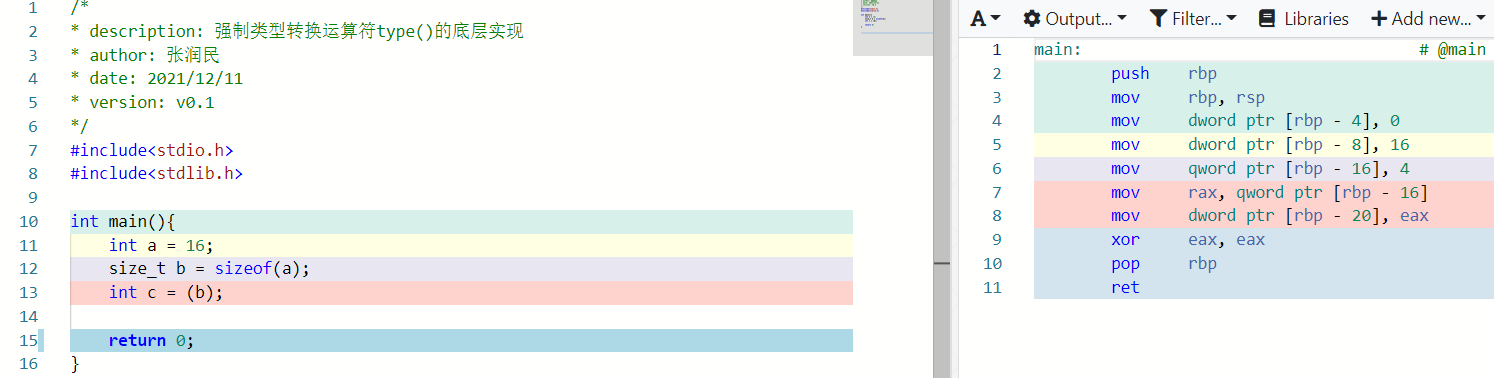 1 /*
2 * description: 强制类型转换运算符type()的底层实现
3 * author: 张润民
4 * date: 2021/12/11
5 * version: v0.1
6 */
7 #include<stdio.h>
8 #include<stdlib.h>
9
10 int main(){
11 int a = 16;
12 size_t b = sizeof(a);
13 int c = (b);
14
15 return 0;
16 }
A Output... Filter... Libraries Add new...
1 main: # @main
2 push rbp
3 mov rbp, rsp
4 mov dword ptr [rbp - 4], 0
5 mov dword ptr [rbp - 8], 16
6 mov qword ptr [rbp - 16], 4
7 mov rax, qword ptr [rbp - 16]
8 mov dword ptr [rbp - 20], eax
9 xor eax, eax
10 pop rbp
11 ret